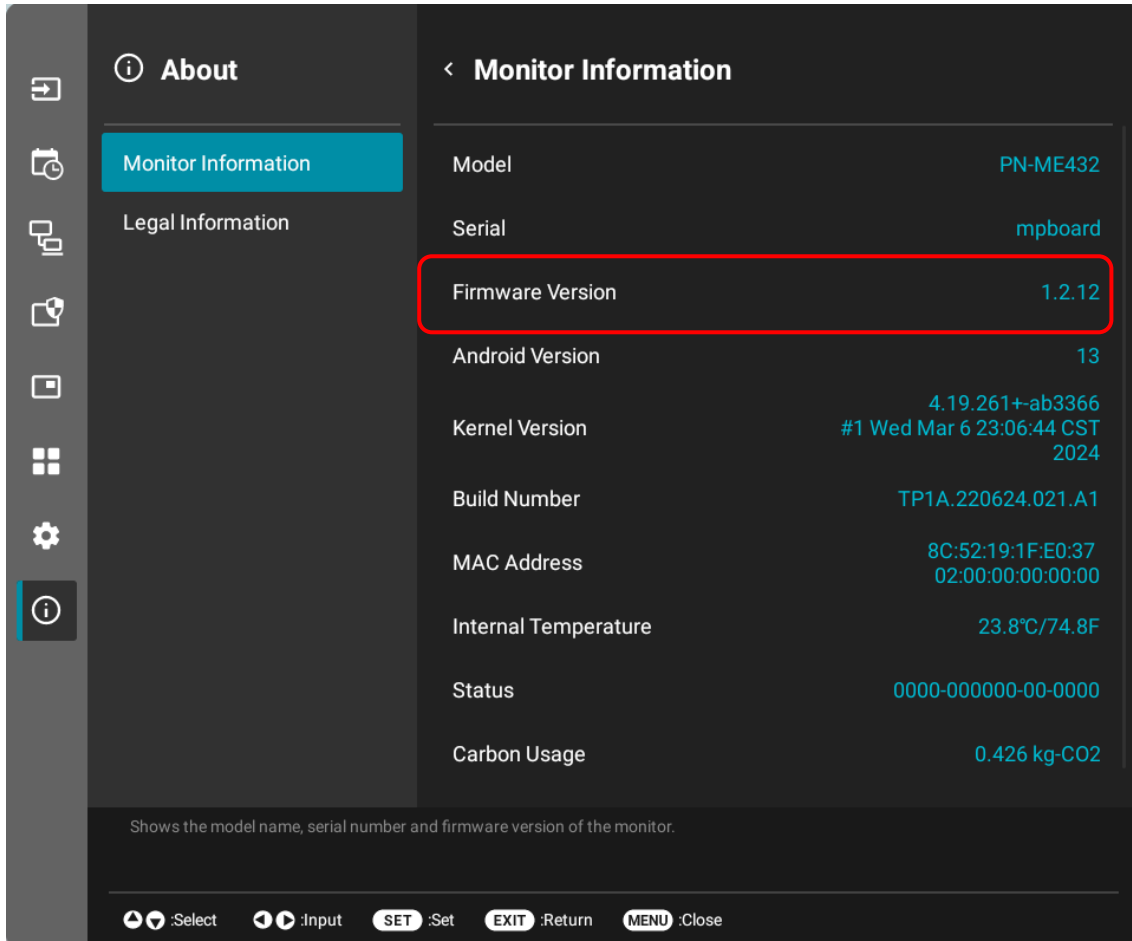 About
Monitor Information
Legal Information
< Monitor Information
Model PN-ME432
Serial mpboard
Firmware Version 1.2.12
Android Version 13
Kernel Version 4.19.261+-ab3366
#1 Wed Mar 6 23:06:44 CST
2024
Build Number TP1A.220624.021.A1
MAC Address 8C:52:19:1F:E0:37
02:00:00:00:00:00
Internal Temperature 23.8°C/74.8F
Status 0000-000000-00-0000
Carbon Usage 0.426 kg-CO2
Shows the model name, serial number and firmware version of the monitor.
:Select :Input SET :Set EXIT :Return MENU :Close